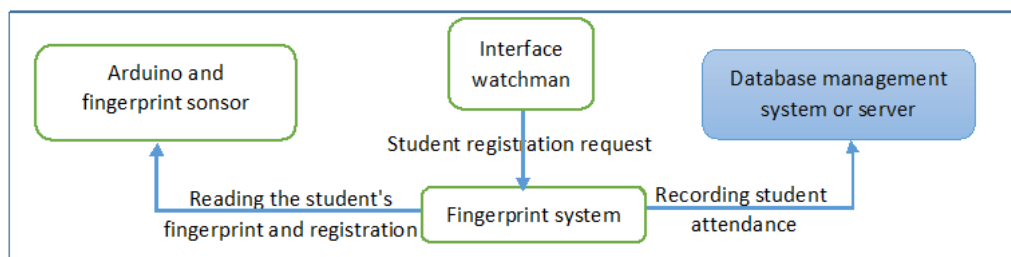 Arduino and
fingerprint sonsor
Interface
watchman
Database management
system or server
Student registration request
Reading the student's
fingerprint and registration
Fingerprint system
Recording student
attendance